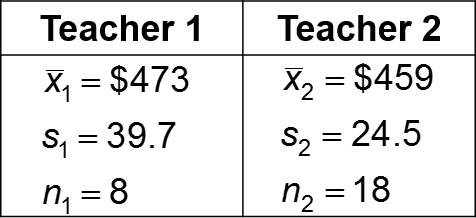 Teacher 1 Teacher 2
x̅₁ = $473 x̅₂ = $459
s₁ = 39.7 s₂ = 24.5
n₁ = 8 n₂ = 18